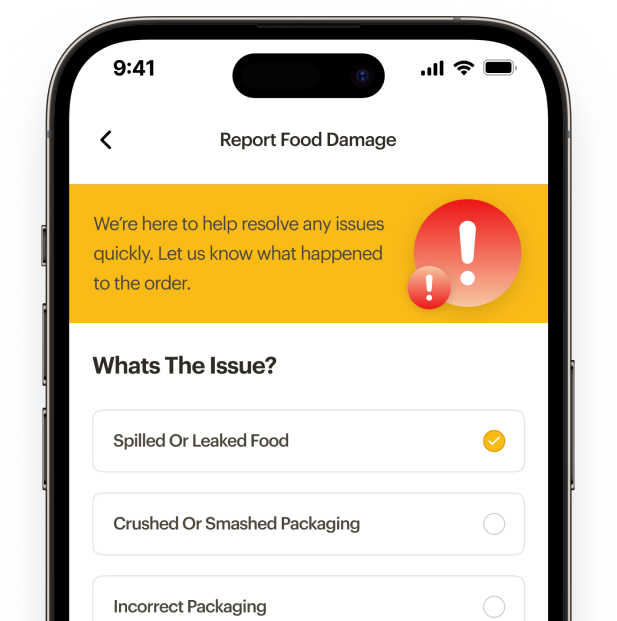 9:41
Report Food Damage
We're here to help resolve any issues
quickly. Let us know what happened
to the order.
Whats The Issue?
Spilled Or Leaked Food
Crushed Or Smashed Packaging
Incorrect Packaging